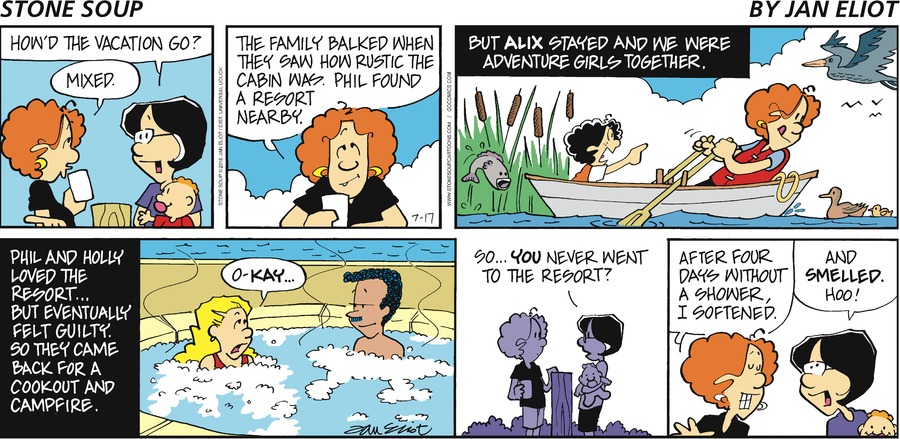 STONE SOUP
BY JAN ELIOT
HOW'D THE VACATION GO?
MIXED.
THE FAMILY BALKED WHEN
THEY SAW HOW RUSTIC THE
CABIN WAS. PHIL FOUND
A RESORT
NEARBY.
7-17
BUT ALIX STAYED AND WE WERE
ADVENTURE GIRLS TOGETHER.
PHIL AND HOLLY
LOVED THE
RESORT...
BUT EVENTUALLY
FELT GUILTY.
SO THEY CAME
BACK FOR A
COOKOUT AND
CAMPFIRE.
O-KAY...
Jan Eliot
SO... YOU NEVER WENT
TO THE RESORT?
AFTER FOUR
DAYS WITHOUT
A SHOWER,
I SOFTENED.
AND
SMELLED.
HOO!